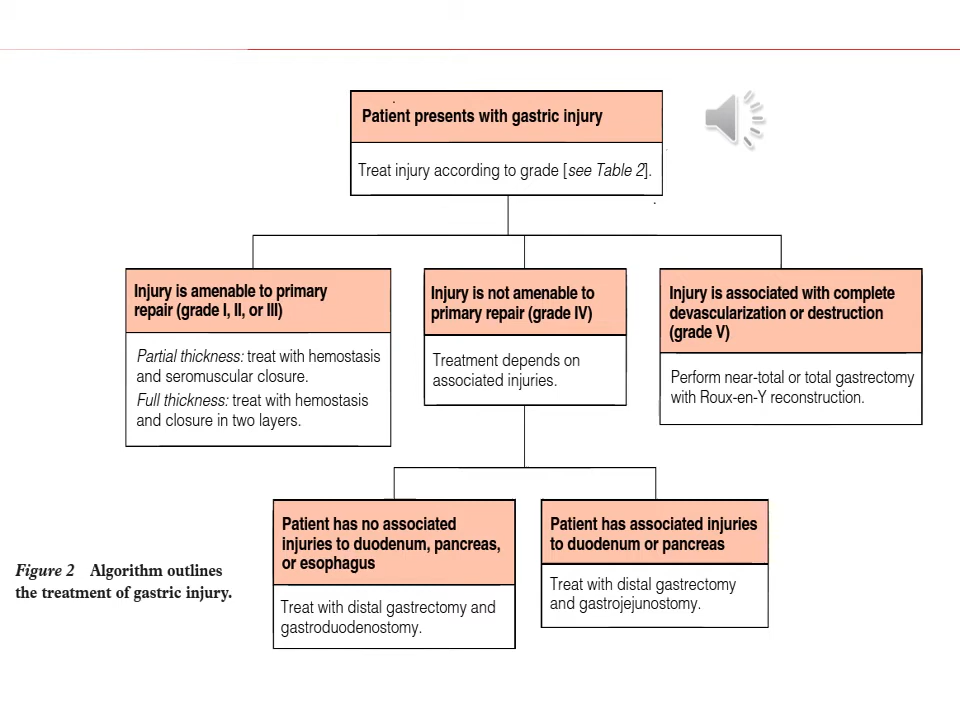 Patient presents with gastric injury
Treat injury according to grade [see Table 2].
Injury is amenable to primary
repair (grade I, II, or III)
Partial thickness: treat with hemostasis
and seromuscular closure.
Full thickness: treat with hemostasis
and closure in two layers.
Injury is not amenable to
primary repair (grade IV)
Treatment depends on
associated injuries.
Injury is associated with complete
devascularization or destruction
(grade V)
Perform near-total or total gastrectomy
with Roux-en-Y reconstruction.
Patient has no associated
injuries to duodenum, pancreas,
or esophagus
Treat with distal gastrectomy and
gastroduodenostomy.
Patient has associated injuries
to duodenum or pancreas
Treat with distal gastrectomy
and gastrojejunostomy.
Figure 2 Algorithm outlines
the treatment of gastric injury.